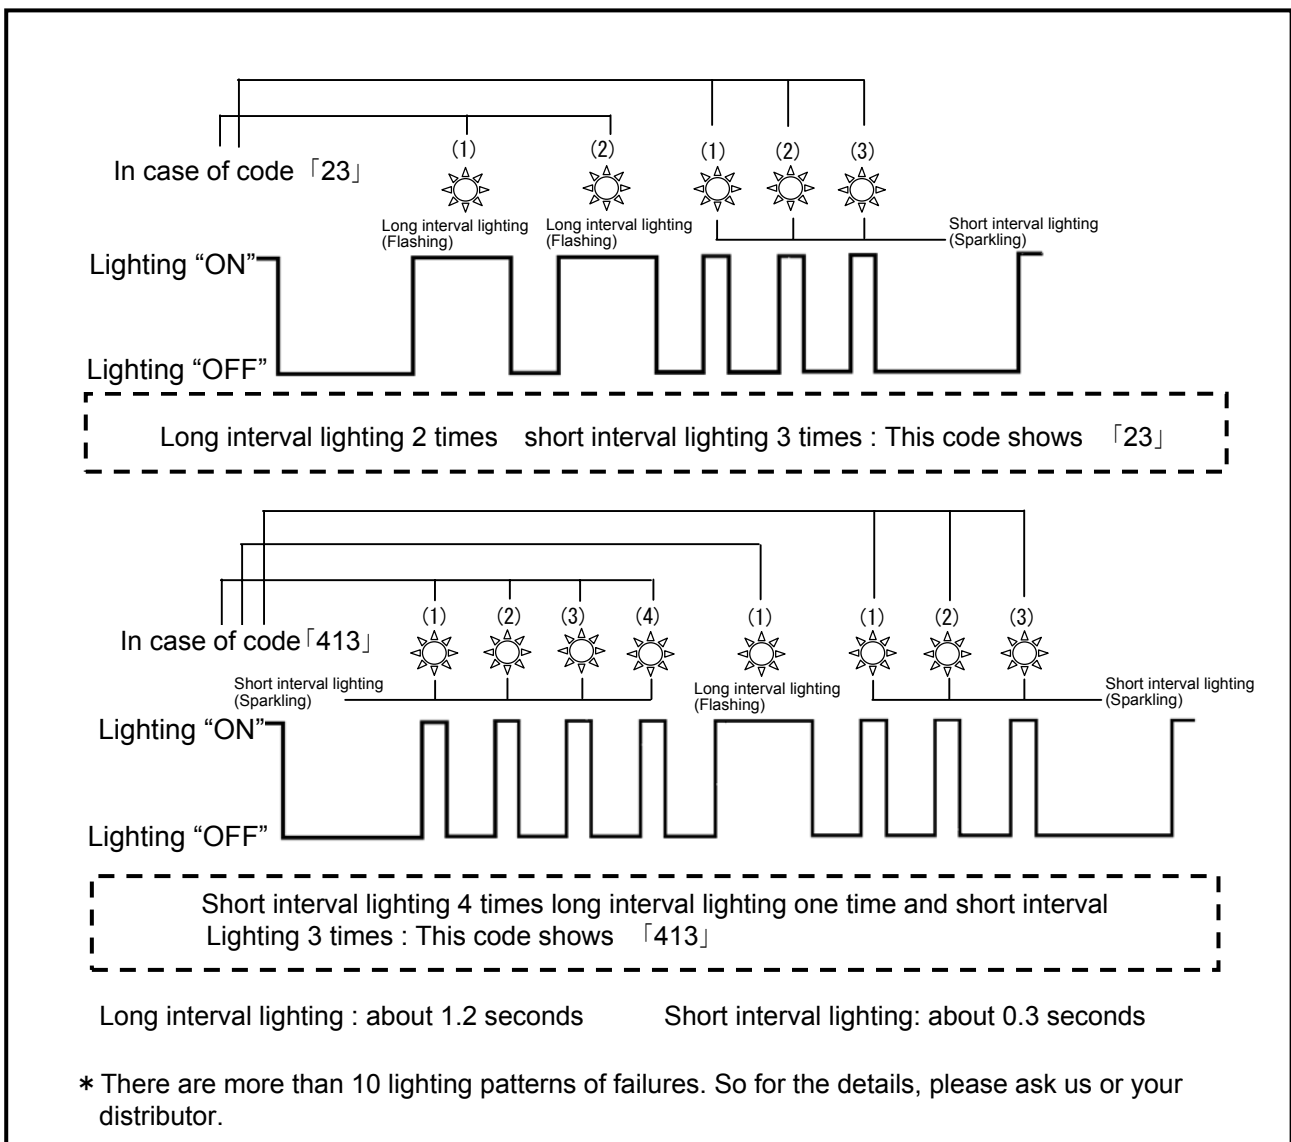 (1) (2) (1) (2) (3)
In case of code「23」
Long interval lighting
(Flashing)
Long interval lighting
(Flashing)
Short interval lighting
(Sparkling)
Lighting “ON”
Lighting “OFF”
Long interval lighting 2 times short interval lighting 3 times : This code shows 「23」
(1) (2) (3) (4) (1) (1) (2) (3)
In case of code「413」
Short interval lighting
(Sparkling)
Long interval lighting
(Flashing)
Short interval lighting
(Sparkling)
Lighting “ON”
Lighting “OFF”
Short interval lighting 4 times long interval lighting one time and short interval
Lighting 3 times : This code shows 「413」
Long interval lighting : about 1.2 seconds Short interval lighting: about 0.3 seconds
* There are more than 10 lighting patterns of failures. So for the details, please ask us or your
distributor.